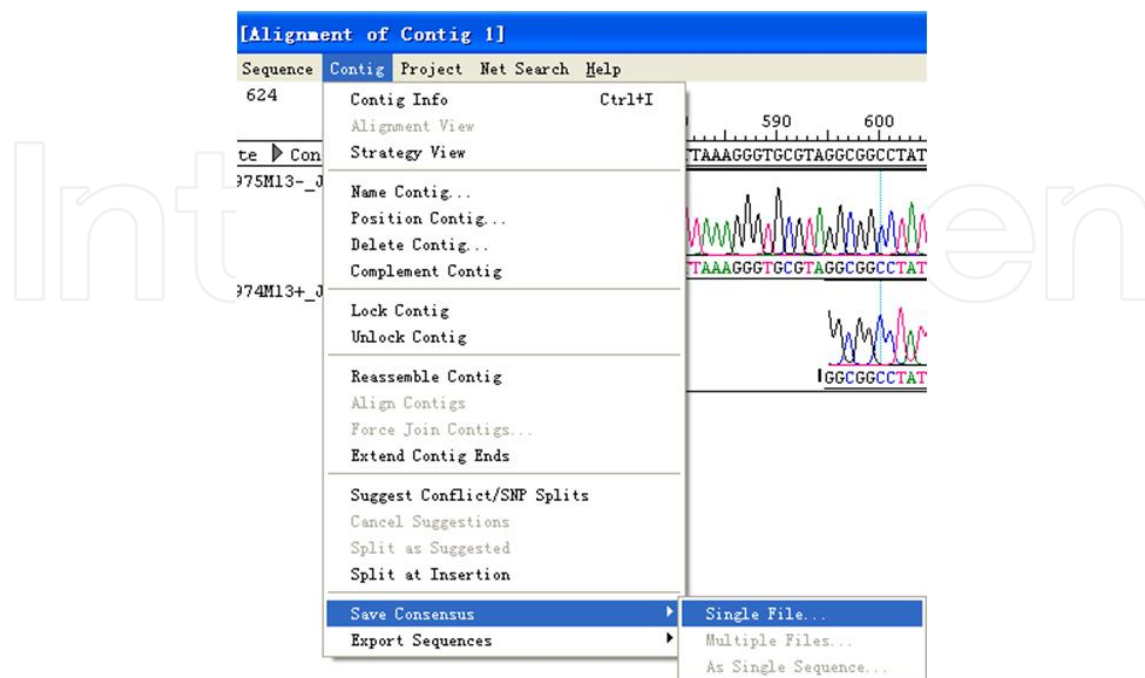 [Alignment of Contig 1]
Sequence Contig Project Net Search Help
624
Contig Info Ctrl+I
Alignment View
Strategy View
590 600
te Con
TAAAGGGTGCGTAGGCGGCCTAT
975M13-_J
Name Contig...
Position Contig...
Delete Contig...
Complement Contig
TAAAGGGTGCGTAGGCGGCCTAT
974M13+_J
Lock Contig
Unlock Contig
Reassemble Contig
GGCGGCCTAT
Align Contigs
Force Join Contigs...
Extend Contig Ends
Suggest Conflict/SNP Splits
Cancel Suggestions
Split as Suggested
Split at Insertion
Save Consensus
Export Sequences
Single File...
Multiple Files...
As Single Sequence...
Inten